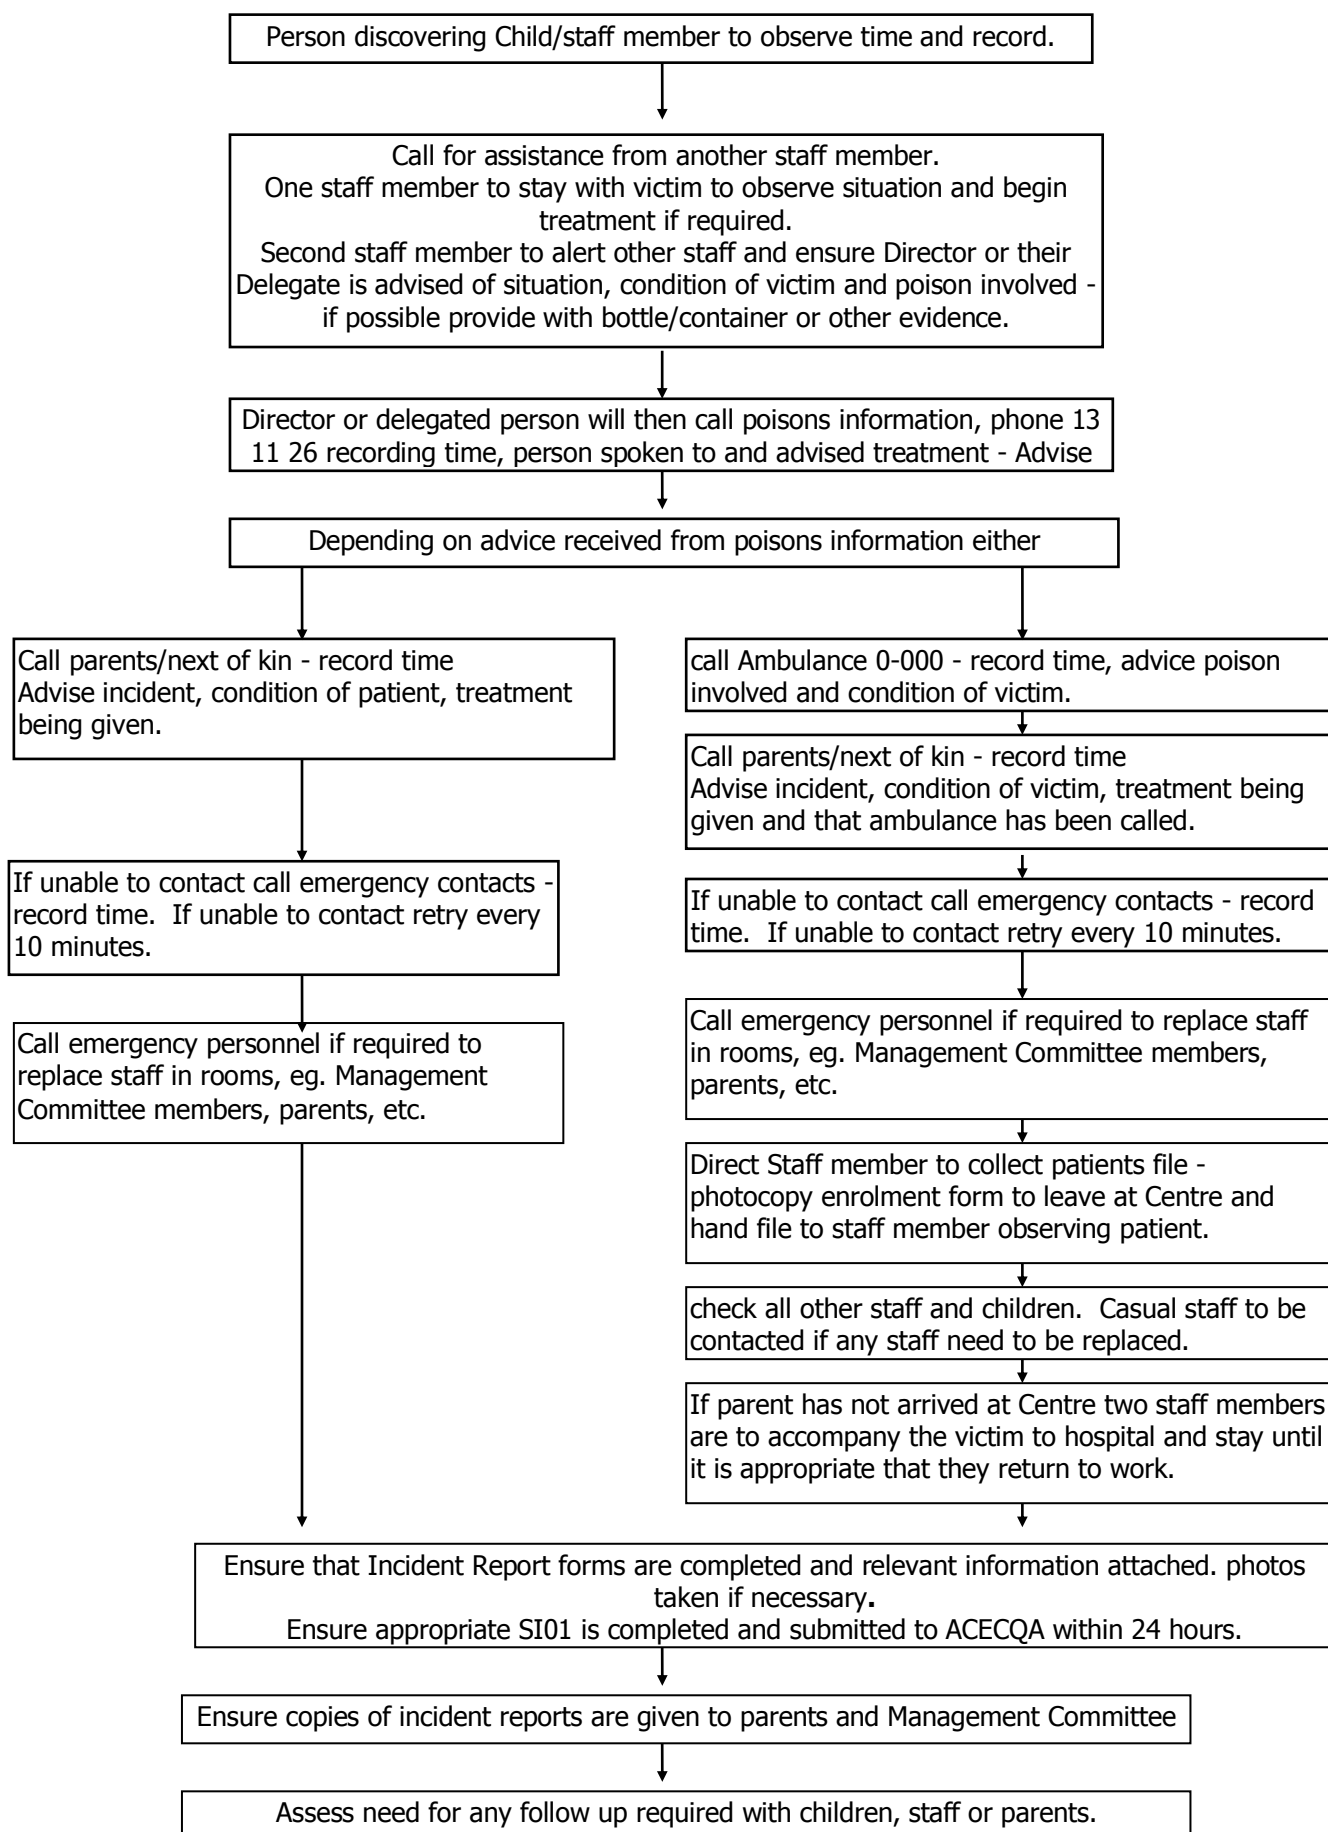 Person discovering Child/staff member to observe time and record.
Call for assistance from another staff member.
One staff member to stay with victim to observe situation and begin
treatment if required.
Second staff member to alert other staff and ensure Director or their
Delegate is advised of situation, condition of victim and poison involved -
if possible provide with bottle/container or other evidence.
Director or delegated person will then call poisons information, phone 13
11 26 recording time, person spoken to and advised treatment - Advise
Depending on advice received from poisons information either
Call parents/next of kin - record time
Advise incident, condition of patient, treatment
being given.
If unable to contact call emergency contacts -
record time.  If unable to contact retry every
10 minutes.
Call emergency personnel if required to
replace staff in rooms, eg. Management
Committee members, parents, etc.
call Ambulance 0-000 - record time, advice poison
involved and condition of victim.
Call parents/next of kin - record time
Advise incident, condition of victim, treatment being
given and that ambulance has been called.
If unable to contact call emergency contacts - record
time.  If unable to contact retry every 10 minutes.
Call emergency personnel if required to replace staff
in rooms, eg. Management Committee members,
parents, etc.
Direct Staff member to collect patients file -
photocopy enrolment form to leave at Centre and
hand file to staff member observing patient.
check all other staff and children.  Casual staff to be
contacted if any staff need to be replaced.
If parent has not arrived at Centre two staff members
are to accompany the victim to hospital and stay until
it is appropriate that they return to work.
Ensure that Incident Report forms are completed and relevant information attached. photos
taken if necessary.
Ensure appropriate SI01 is completed and submitted to ACECQA within 24 hours.
Ensure copies of incident reports are given to parents and Management Committee
Assess need for any follow up required with children, staff or parents.